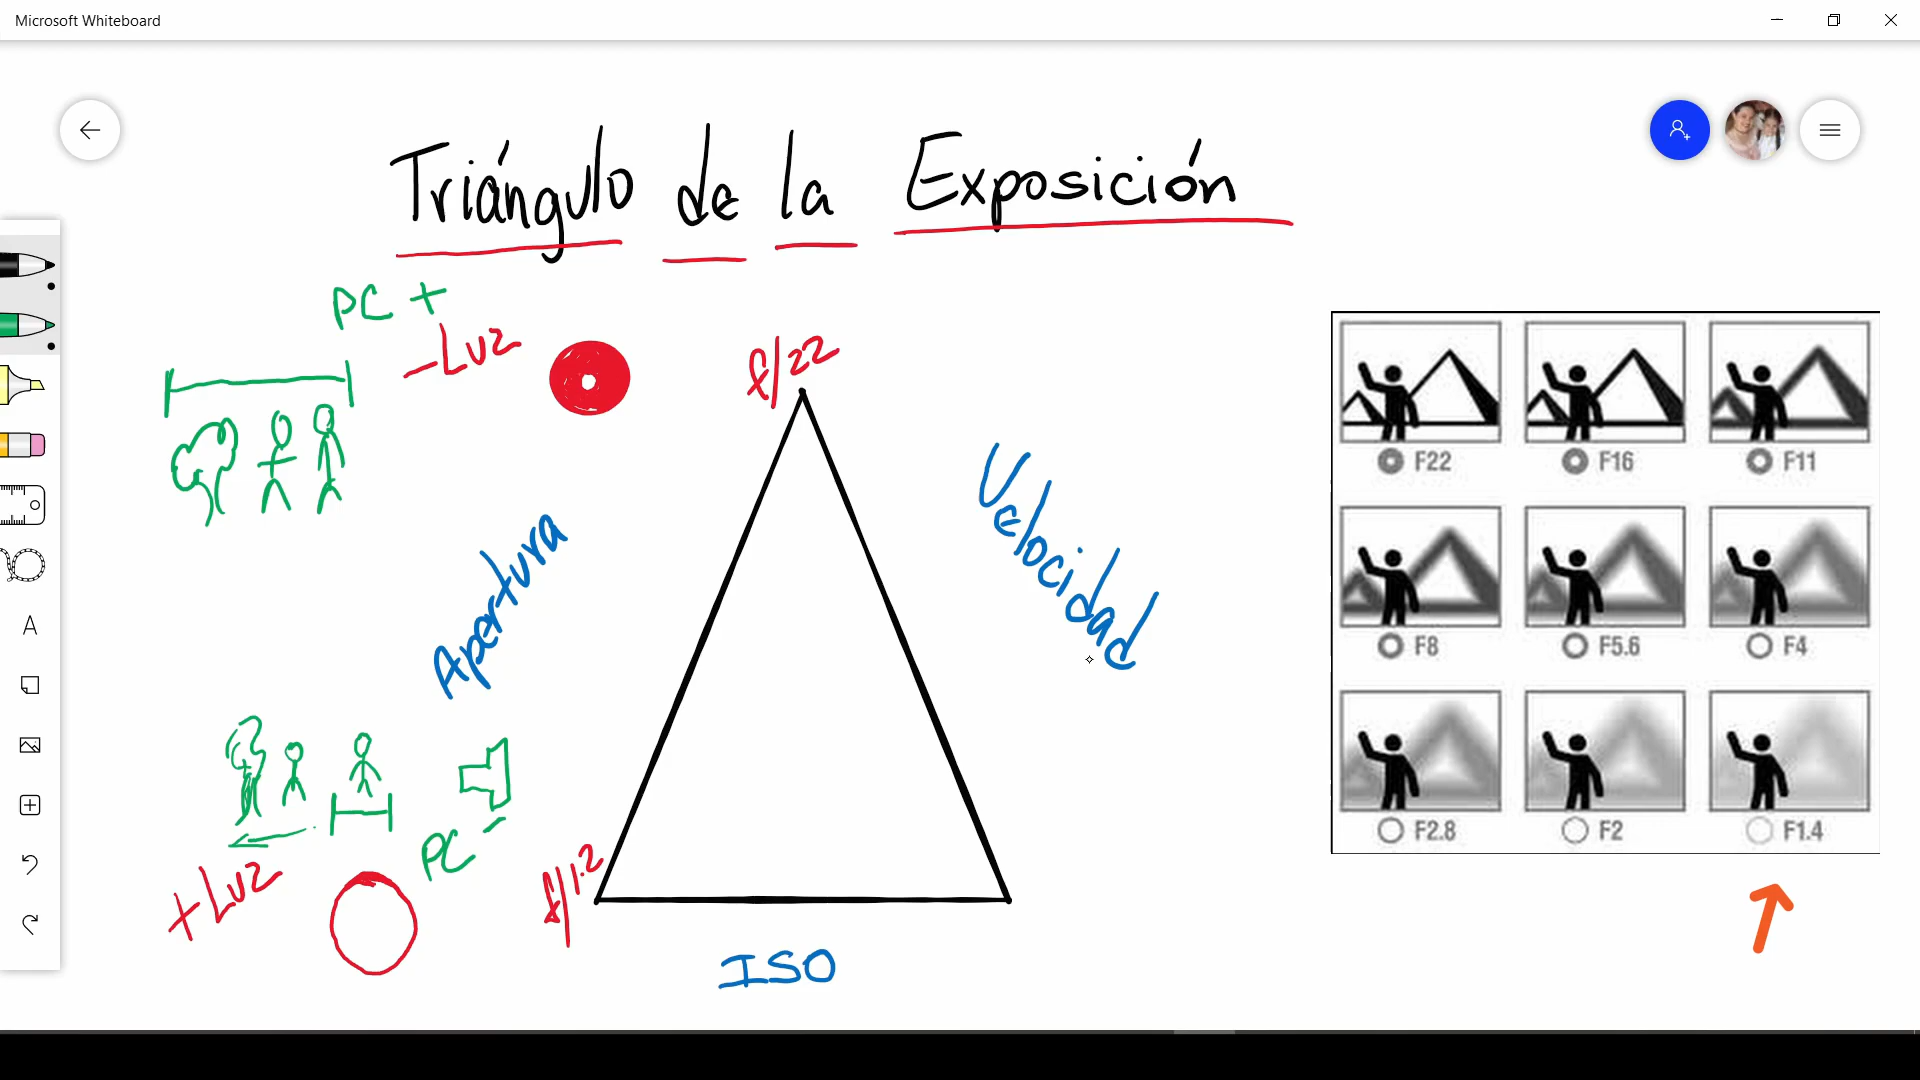 Microsoft Whiteboard
Triángulo de la Exposición
PC +
-Luz
f/22
Apertura
Velocidad
PC -
+Luz
f/1.2
ISO
F22 F16 F11
F8 F5.6 F4
F2.8 F2 F1.4
A